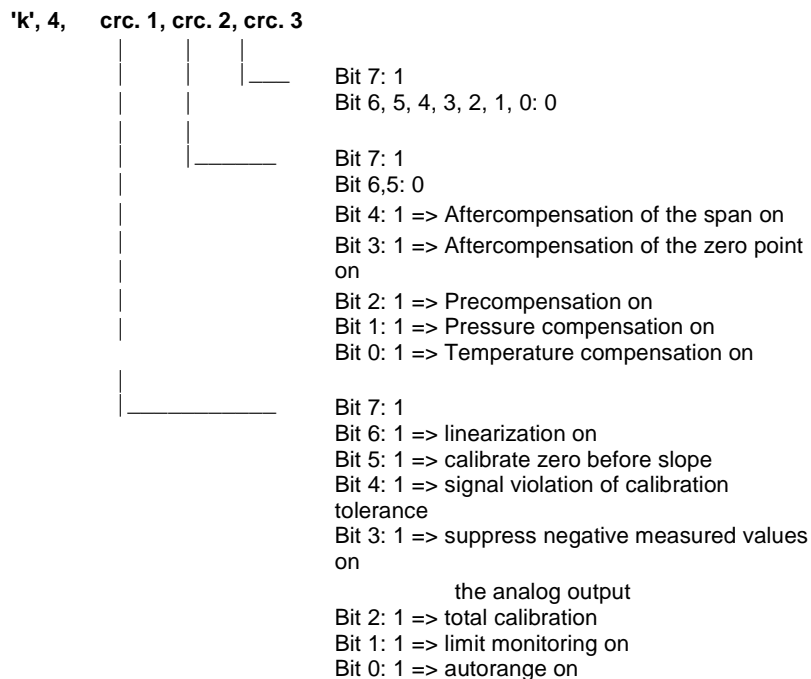 'k', 4, crc. 1, crc. 2, crc. 3
Bit 7: 1
Bit 6, 5, 4, 3, 2, 1, 0: 0
Bit 7: 1
Bit 6,5: 0
Bit 4: 1 => Aftercompensation of the span on
Bit 3: 1 => Aftercompensation of the zero point
on
Bit 2: 1 => Precompensation on
Bit 1: 1 => Pressure compensation on
Bit 0: 1 => Temperature compensation on
Bit 7: 1
Bit 6: 1 => linearization on
Bit 5: 1 => calibrate zero before slope
Bit 4: 1 => signal violation of calibration
tolerance
Bit 3: 1 => suppress negative measured values
on
the analog output
Bit 2: 1 => total calibration
Bit 1: 1 => limit monitoring on
Bit 0: 1 => autorange on